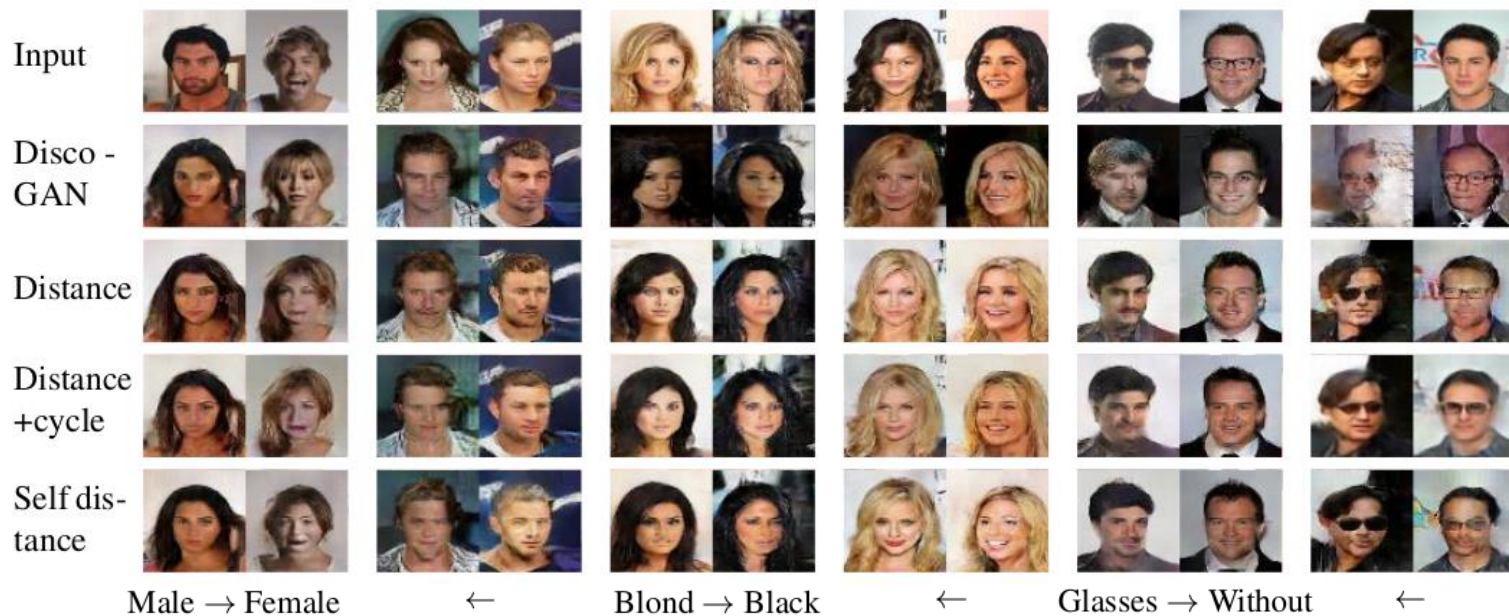 Input
Disco -
GAN
Distance
Distance
+cycle
Self dis-
tance
Male → Female
←
Blond → Black
←
Glasses → Without
←